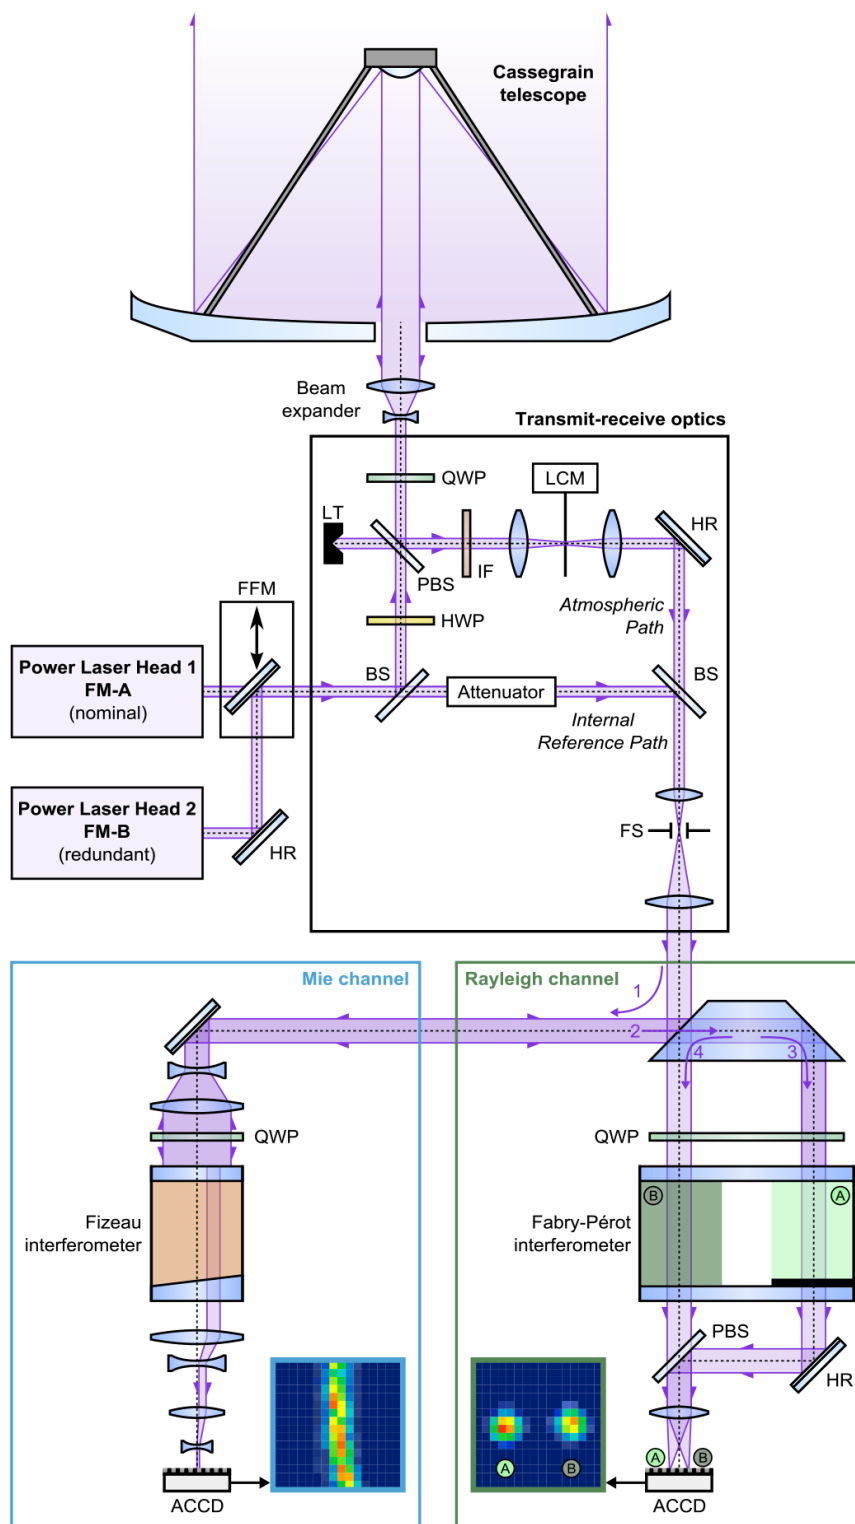 Cassegrain
telescope
Beam
expander
Transmit-receive optics
QWP
LCM
LT
HR
PBS
IF
FFM
HWP
Atmospheric
Path
Power Laser Head 1
FM-A
(nominal)
BS
Attenuator
BS
Internal
Reference Path
Power Laser Head 2
FM-B
(redundant)
HR
FS
Mie channel
Rayleigh channel
1
2
4
3
QWP
QWP
B
A
Fizeau
interferometer
Fabry-Pérot
interferometer
PBS
HR
A
B
A
B
ACCD
ACCD